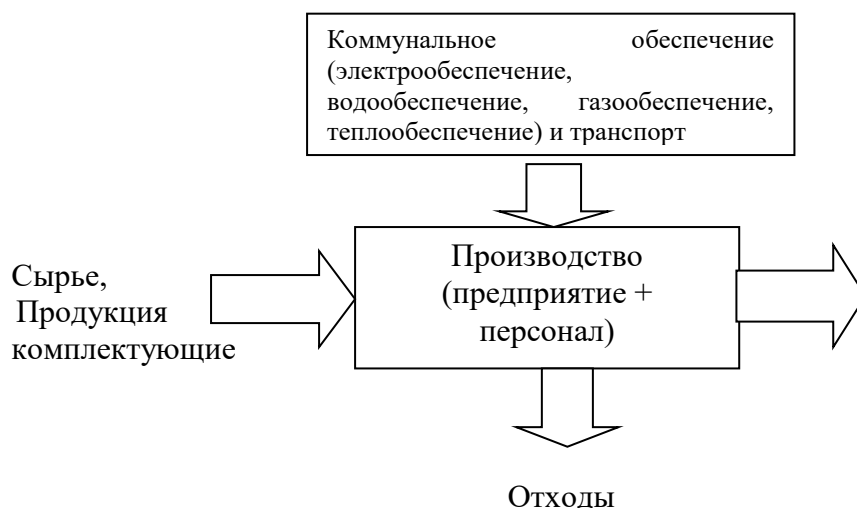 Коммунальное обеспечение
(электрообеспечение,
водообеспечение, газообеспечение,
теплообеспечение) и транспорт
Сырье,
Продукция
комплектующие
Производство
(предприятие +
персонал)
Отходы